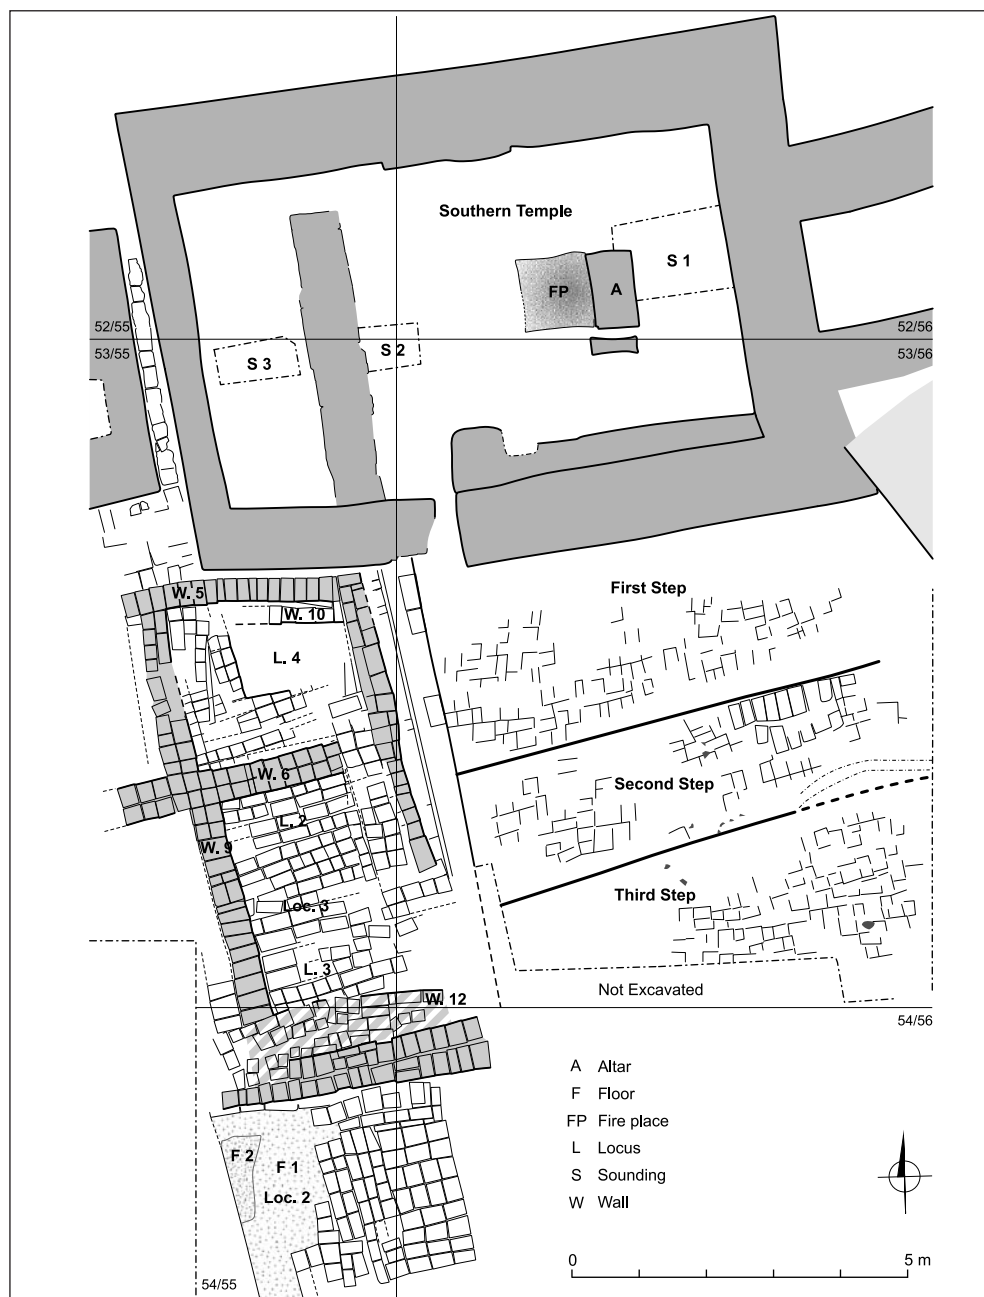 Southern Temple
S 1
FP
A
52/55
52/56
53/55
53/56
S 2
S 3
First Step
W. 5
W. 10
L. 4
W. 6
Second Step
L. 2
W. 9
Third Step
Loc. 3
L. 3
Not Excavated
W. 12
54/56
A Altar
F Floor
FP Fire place
L Locus
S Sounding
W Wall
F 2
F 1
Loc. 2
0 5 m
54/55